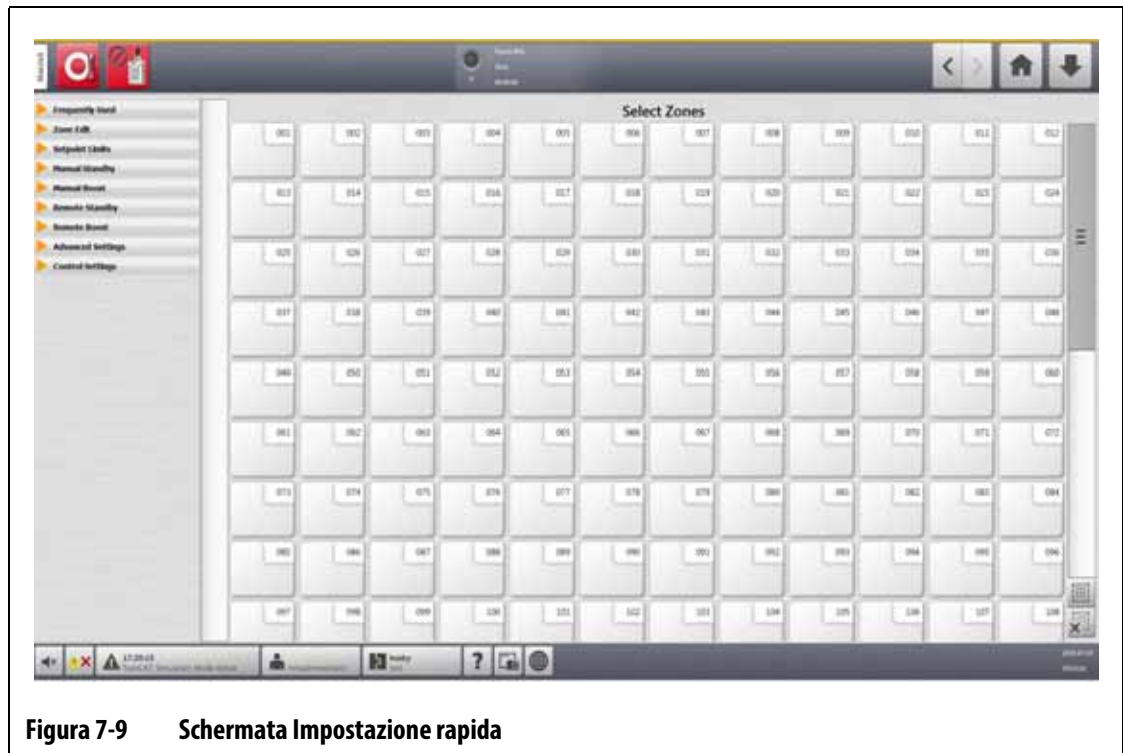 Select Zones
Frequently Used
Zone Edit
Setpoint Limits
Manual Standby
Manual Boost
Remote Standby
Remote Boost
Advanced Settings
Control Settings
001 002 003 004 005 006 007 008 009 010 011 012
013 014 015 016 017 018 019 020 021 022 023 024
025 026 027 028 029 030 031 032 033 034 035 036
037 038 039 040 041 042 043 044 045 046 047 048
049 050 051 052 053 054 055 056 057 058 059 060
061 062 063 064 065 066 067 068 069 070 071 072
073 074 075 076 077 078 079 080 081 082 083 084
085 086 087 088 089 090 091 092 093 094 095 096
097 098 099 100 101 102 103 104 105 106 107 108
Husky
?
Figura 7-9 Schermata Impostazione rapida